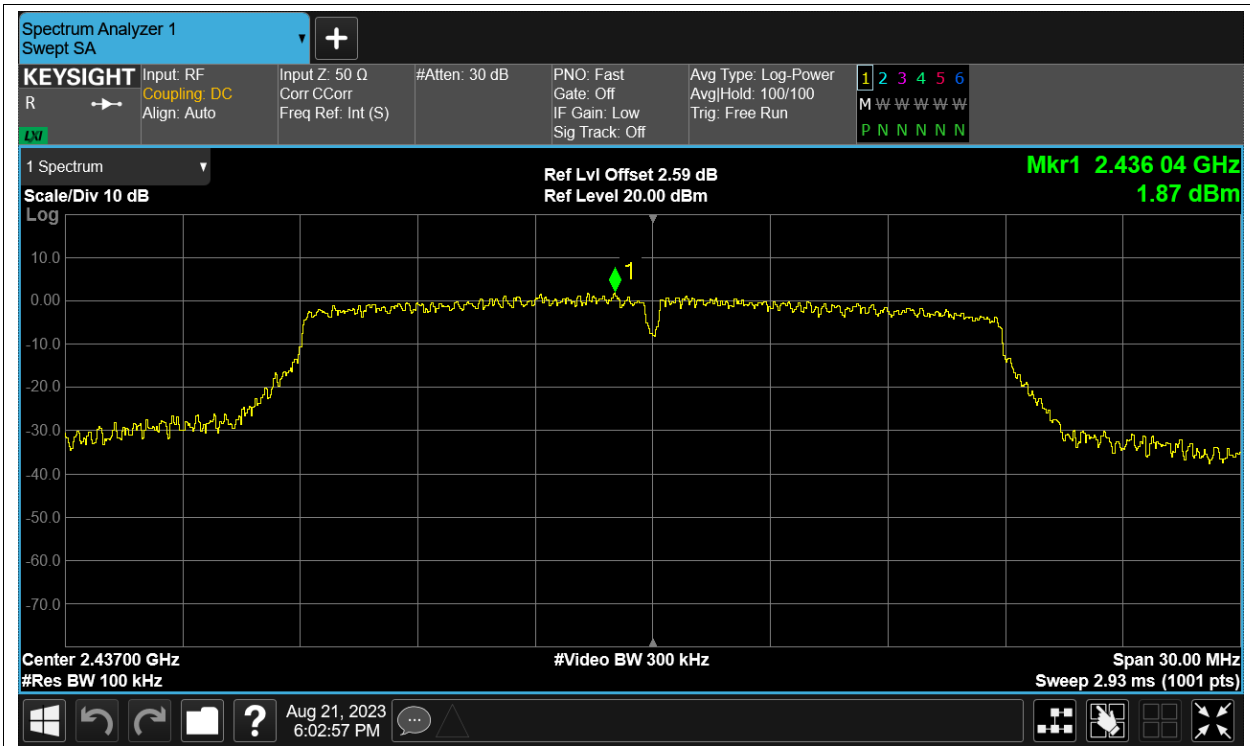 Spectrum Analyzer 1
Swept SA
▼
+
KEYSIGHT
R
LXI
Input: RF
Coupling: DC
Align: Auto
Input Z: 50 Ω
Corr CCorr
Freq Ref: Int (S)
#Atten: 30 dB
PNO: Fast
Gate: Off
IF Gain: Low
Sig Track: Off
Avg Type: Log-Power
Avg|Hold: 100/100
Trig: Free Run
1 2 3 4 5 6
M W W W W W
P N N N N N
1 Spectrum
▼
Scale/Div 10 dB
Ref Lvl Offset 2.59 dB
Ref Level 20.00 dBm
Mkr1 2.436 04 GHz
1.87 dBm
Log
10.0
0.00
-10.0
-20.0
-30.0
-40.0
-50.0
-60.0
-70.0
1
Center 2.43700 GHz
#Res BW 100 kHz
#Video BW 300 kHz
Span 30.00 MHz
Sweep 2.93 ms (1001 pts)
?
Aug 21, 2023
6:02:57 PM